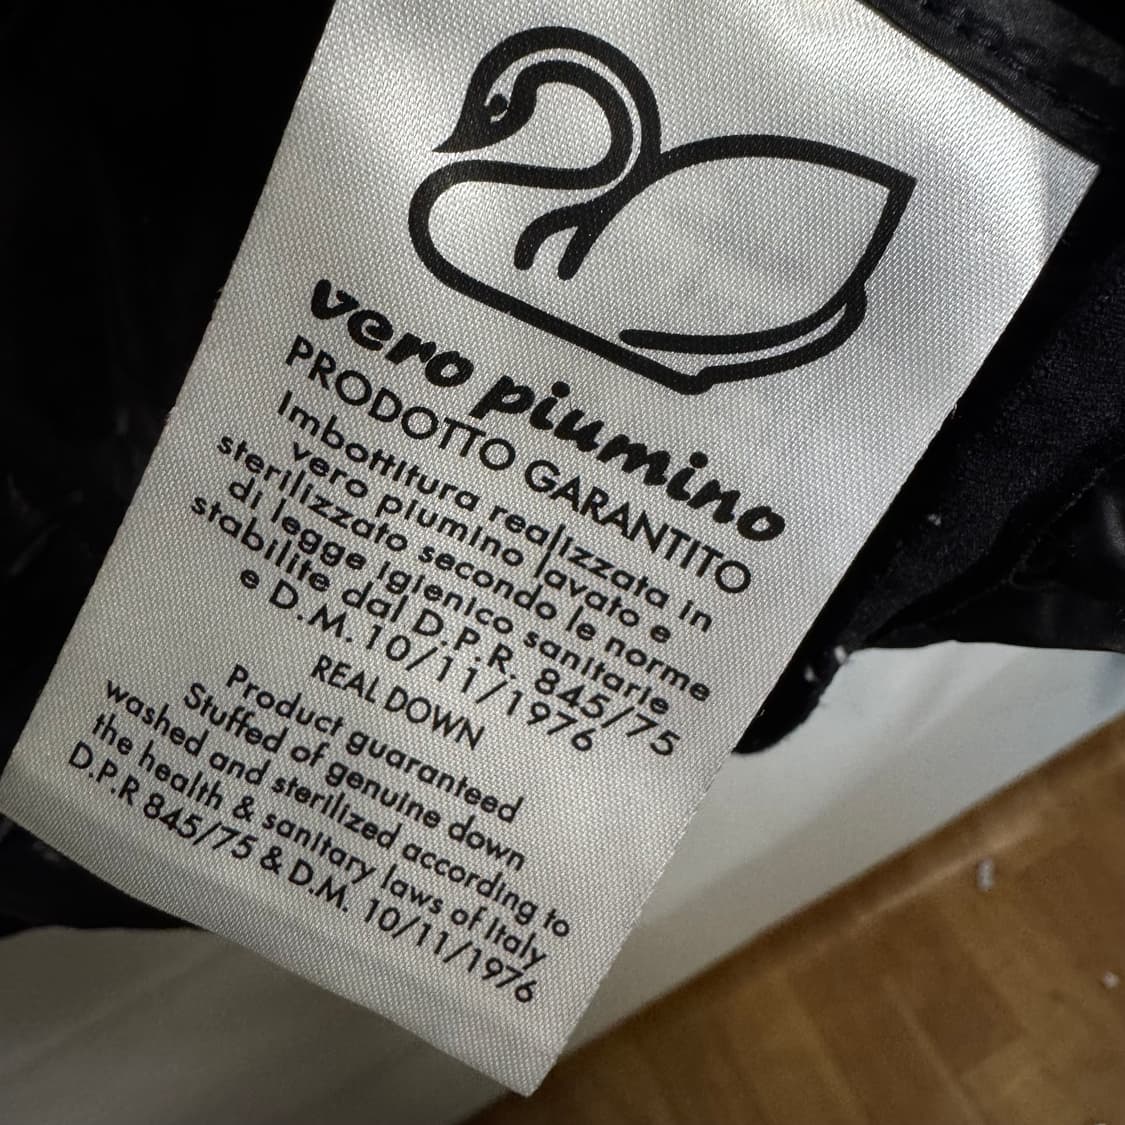 vero piumino
PRODOTTO GARANTITO
Imbottitura realizzata in
vero piumino lavato e
sterilizzato secondo le norme
di legge igienico sanitarie
stabilite dal D.P.R. 845/75
e D.M. 10/11/1976
REAL DOWN
Product guaranteed
Stuffed of genuine down
washed and sterilized according to
the health & sanitary laws of Italy
D.P.R 845/75 & D.M. 10/11/1976